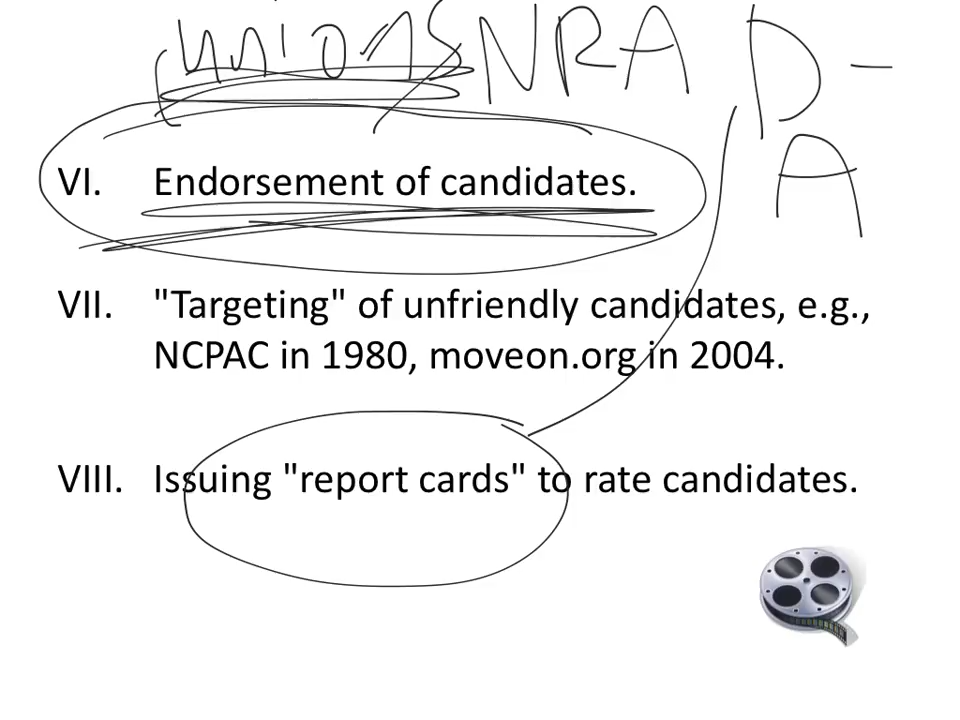 unions NRA D-
A
VI. Endorsement of candidates.
VII. "Targeting" of unfriendly candidates, e.g.,
NCPAC in 1980, moveon.org in 2004.
VIII. Issuing "report cards" to rate candidates.